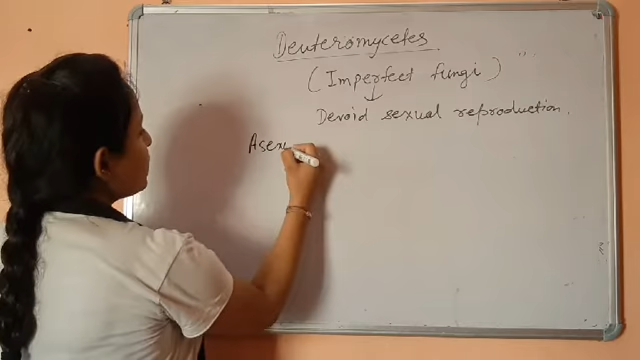 Deuteromycetes
(Imperfect fungi)
Devoid sexual reproduction.
Asex